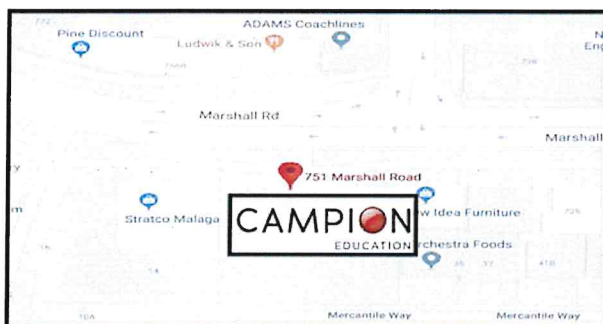 ADAMS Coachlines
Pine Discount
Ludwik & Son
Marshall Rd
Marshall
751 Marshall Road
Stratco Malaga
CAMPION
EDUCATION
w Idea Furniture
rchestra Foods
Mercantile Way
Mercantile Way